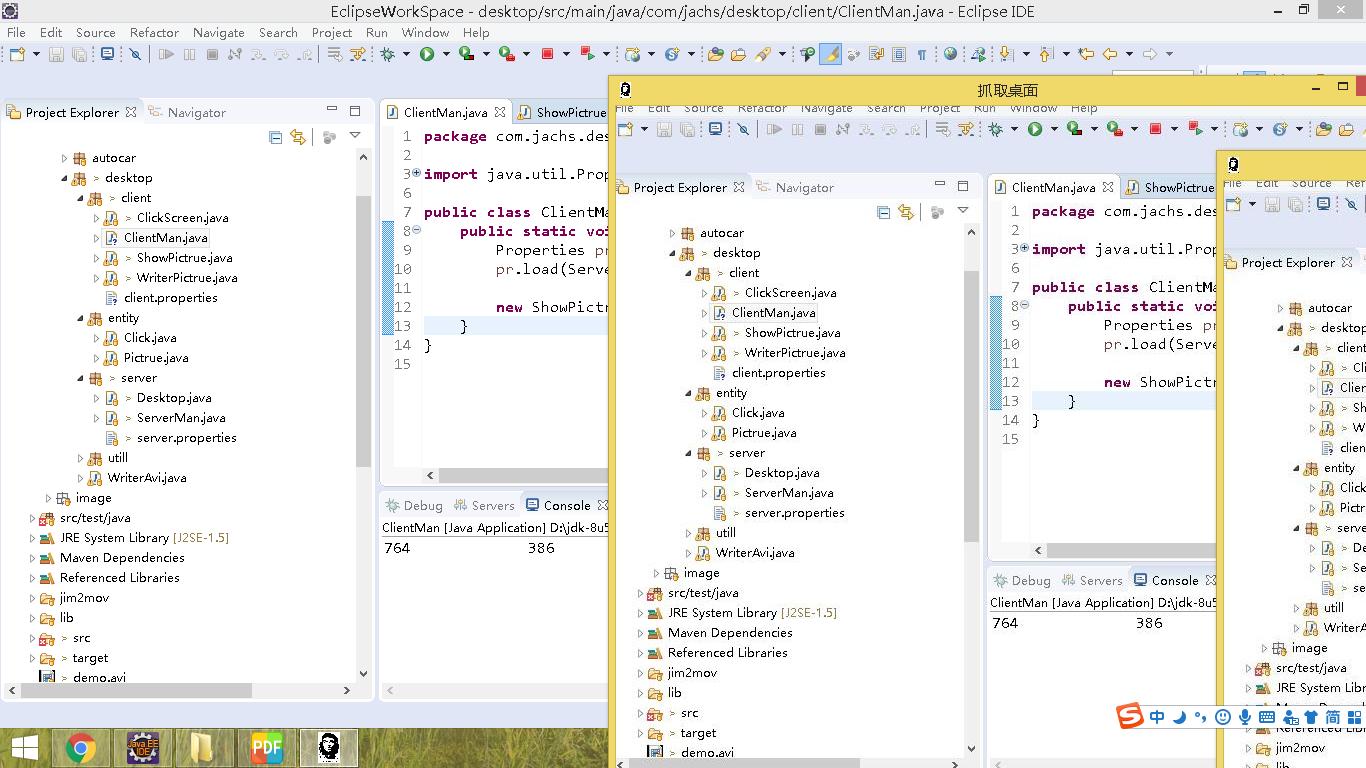 EclipseWorkSpace - desktop/src/main/java/com/jachs/desktop/client/ClientMan.java - Eclipse IDE
File Edit Source Refactor Navigate Search Project Run Window Help
Project Explorer Navigator
autocar
> desktop
> client
> ClickScreen.java
ClientMan.java
> ShowPictrue.java
> WriterPictrue.java
client.properties
entity
Click.java
Pictrue.java
> server
> Desktop.java
> ServerMan.java
> server.properties
utill
WriterAvi.java
image
src/test/java
JRE System Library [J2SE-1.5]
Maven Dependencies
Referenced Libraries
jim2mov
lib
> src
> target
> demo.avi
ClientMan.java ShowPictrue
1 package com.jachs.des
2
3 import java.util.Prop
6
7 public class ClientMa
8 public static voi
9 Properties pr
10 pr.load(Serve
11
12 new ShowPictr
13 }
14 }
15
Debug Servers Console
ClientMan [Java Application] D:\jdk-8u5
764 386
抓取桌面
File Edit Source Refactor Navigate Search Project Run Window Help
Project Explorer Navigator
autocar
> desktop
> client
> ClickScreen.java
ClientMan.java
> ShowPictrue.java
> WriterPictrue.java
client.properties
entity
Click.java
Pictrue.java
> server
> Desktop.java
> ServerMan.java
> server.properties
utill
WriterAvi.java
image
src/test/java
JRE System Library [J2SE-1.5]
Maven Dependencies
Referenced Libraries
jim2mov
lib
> src
> target
> demo.avi
ClientMan.java ShowPictrue
1 package com.jachs.des
2
3 import java.util.Prop
6
7 public class ClientMa
8 public static voi
9 Properties pr
10 pr.load(Serve
11
12 new ShowPictr
13 }
14 }
15
Debug Servers Console
ClientMan [Java Application] D:\jdk-8u5
764 386
File Edit Source Ref
Project Explorer
autocar
> deskto
> client
> Cli
Clien
> Sh
> W
clien
entity
Click
Pictr
> serve
> De
> Se
> se
utill
WriterA
image
src/test/java
JRE System Library
Referenced Libra
jim2mov
lib
中 简
Java EE
IDE
PDF